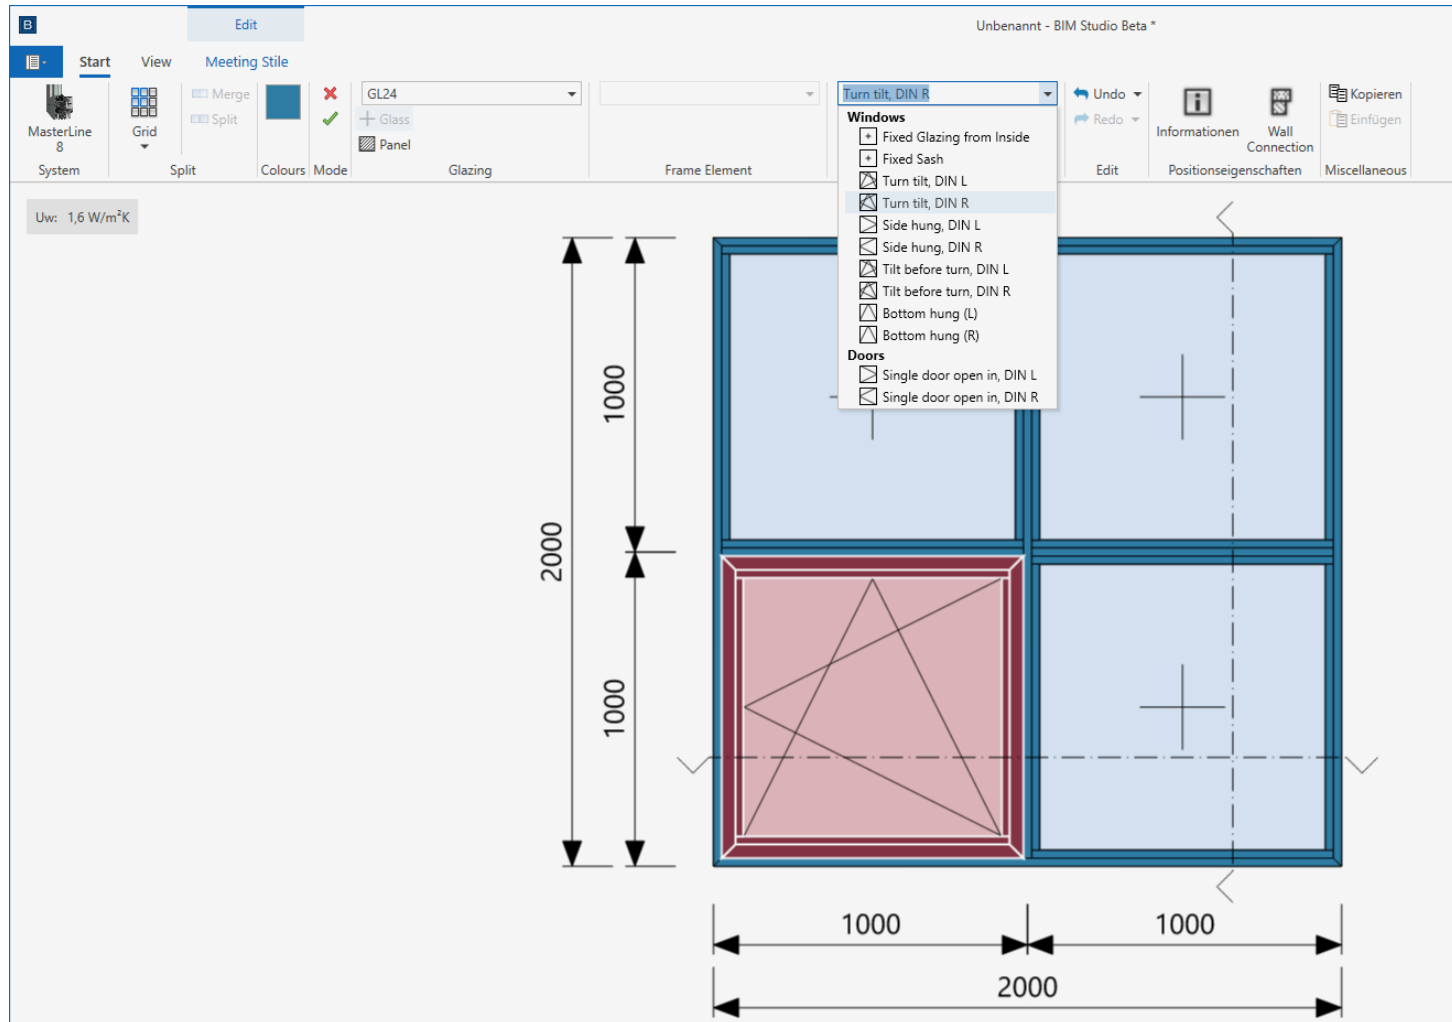 B
Edit
Unbenannt - BIM Studio Beta *
Start
View
Meeting Stile
MasterLine
8
System
Grid
Merge
Split
Split
Colours
Mode
GL24
Glass
Panel
Glazing
Frame Element
Turn tilt, DIN R
Windows
Fixed Glazing from Inside
Fixed Sash
Turn tilt, DIN L
Turn tilt, DIN R
Side hung, DIN L
Side hung, DIN R
Tilt before turn, DIN L
Tilt before turn, DIN R
Bottom hung (L)
Bottom hung (R)
Doors
Single door open in, DIN L
Single door open in, DIN R
Undo
Redo
Edit
Informationen
Wall
Connection
Positionseigenschaften
Kopieren
Einfügen
Miscellaneous
Uw: 1,6 W/m²K
1000
2000
1000
1000
1000
2000